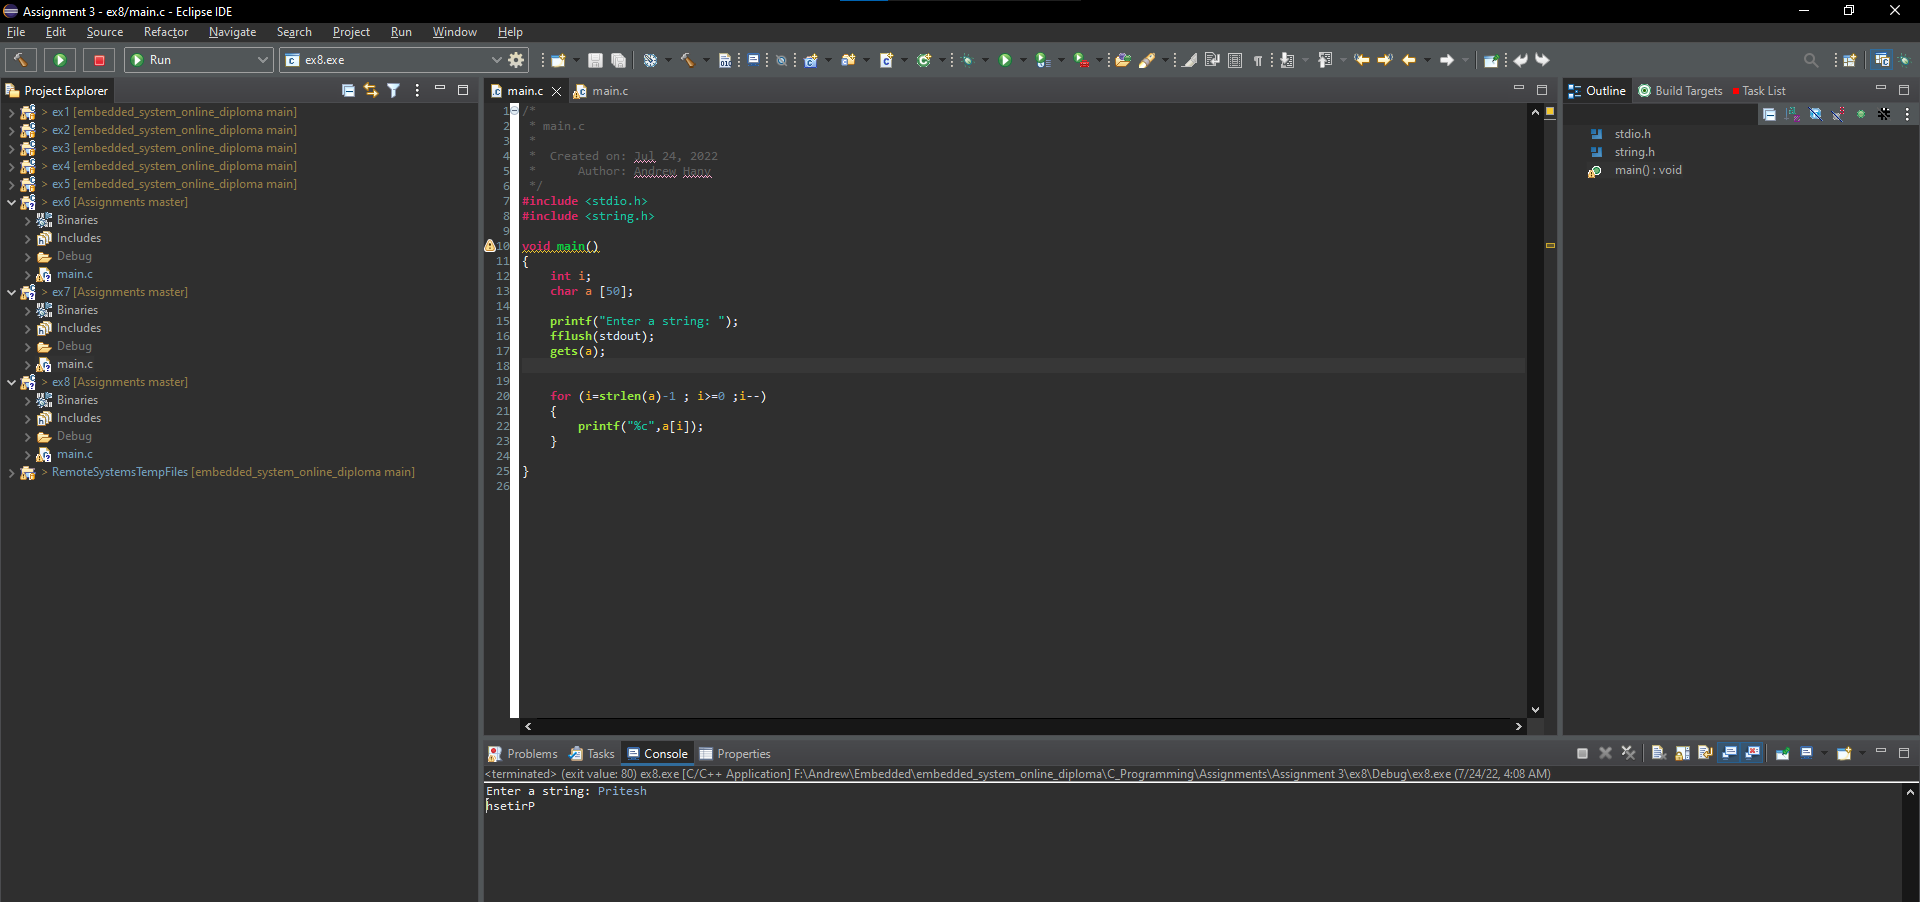 Assignment 3 - ex8/main.c - Eclipse IDE
File Edit Source Refactor Navigate Search Project Run Window Help
Run ex8.exe
Project Explorer
> ex1 [embedded_system_online_diploma main]
> ex2 [embedded_system_online_diploma main]
> ex3 [embedded_system_online_diploma main]
> ex4 [embedded_system_online_diploma main]
> ex5 [embedded_system_online_diploma main]
> ex6 [Assignments master]
Binaries
Includes
Debug
main.c
> ex7 [Assignments master]
Binaries
Includes
Debug
main.c
> ex8 [Assignments master]
Binaries
Includes
Debug
main.c
> RemoteSystemsTempFiles [embedded_system_online_diploma main]
main.c main.c
1 /*
2 * main.c
3 *
4 * Created on: Jul 24, 2022
5 * Author: Andrew Hany
6 */
7 #include <stdio.h>
8 #include <string.h>
9
10 void main()
11 {
12 int i;
13 char a [50];
14
15 printf("Enter a string: ");
16 fflush(stdout);
17 gets(a);
18
19
20 for (i=strlen(a)-1 ; i>=0 ;i--)
21 {
22 printf("%c",a[i]);
23 }
24
25 }
26
Outline Build Targets Task List
stdio.h
string.h
main() : void
Problems Tasks Console Properties
<terminated> (exit value: 80) ex8.exe [C/C++ Application] F:\Andrew\Embedded\embedded_system_online_diploma\C_Programming\Assignments\Assignment 3\ex8\Debug\ex8.exe (7/24/22, 4:08 AM)
Enter a string: Pritesh
hsetirP